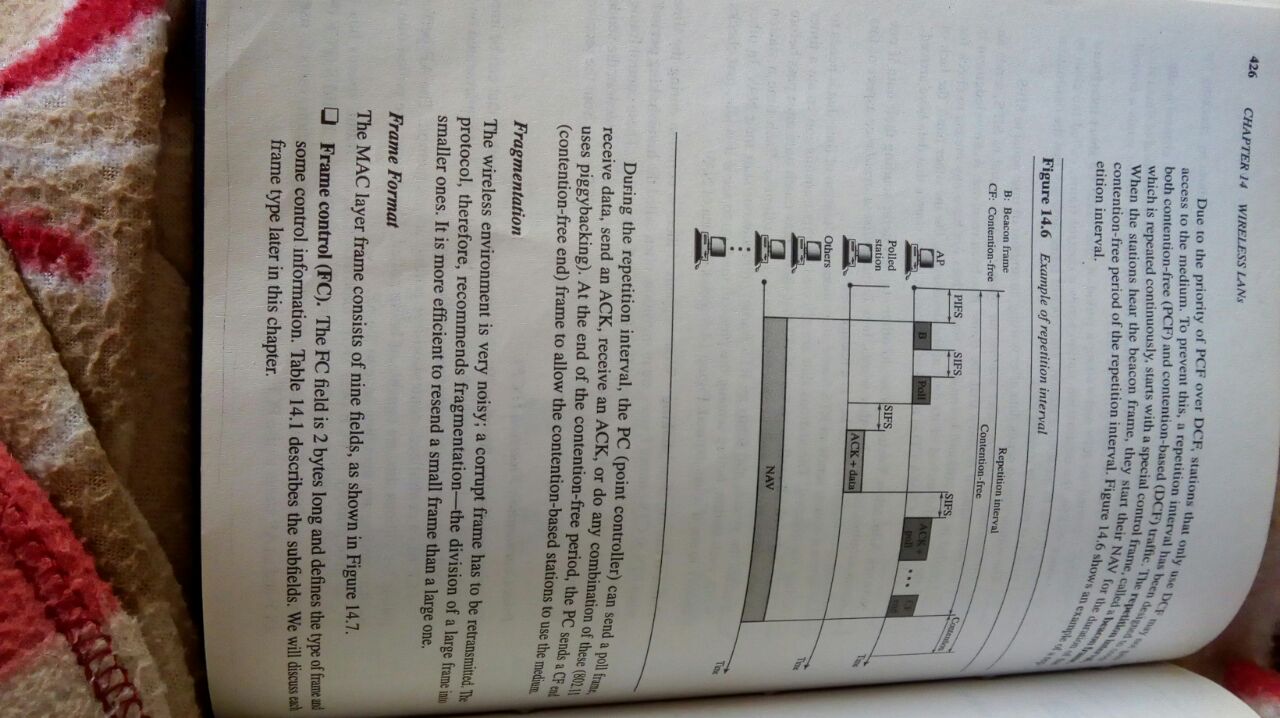 426 CHAPTER 14 WIRELESS LANs
Due to the priority of PCF over DCF, stations that only use DCF may
access to the medium. To prevent this, a repetition interval has been
both contention-free (PCF) and contention-based (DCF) traffic. The
which is repeated continuously, starts with a special control frame, called a
When the stations hear the beacon frame, they start their NAV for the
contention-free period of the repetition interval. Figure 14.6 shows an example of a
etition interval.
Figure 14.6 Example of repetition interval
B: Beacon frame
CF: Contention-free
Repetition interval
Contention-free
Contention
AP
PIFS
SIFS
SIFS
B
Poll
ACK +
poll
CF
end
Time
Polled
station
SIFS
ACK + data
Time
Others
NAV
Time
During the repetition interval, the PC (point controller) can send a poll frame,
receive data, send an ACK, receive an ACK, or do any combination of these (802.11
uses piggybacking). At the end of the contention-free period, the PC sends a CF end
(contention-free end) frame to allow the contention-based stations to use the medium.
Fragmentation
The wireless environment is very noisy; a corrupt frame has to be retransmitted. The
protocol, therefore, recommends fragmentation—the division of a large frame into
smaller ones. It is more efficient to resend a small frame than a large one.
Frame Format
The MAC layer frame consists of nine fields, as shown in Figure 14.7.
❑ Frame control (FC). The FC field is 2 bytes long and defines the type of frame and
some control information. Table 14.1 describes the subfields. We will discuss each
frame type later in this chapter.